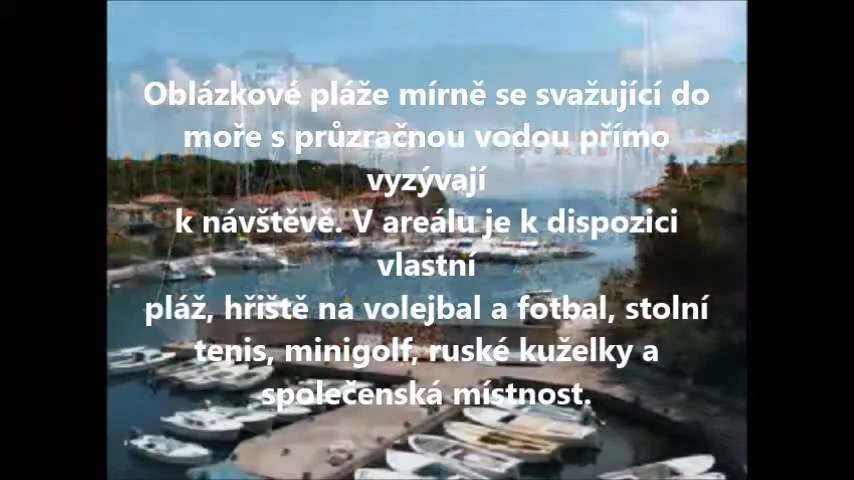 Oblázkové pláže mírně se svažující do
moře s průzračnou vodou přímo
vyzývají
k návštěvě. V areálu je k dispozici
vlastní
pláž, hřiště na volejbal a fotbal, stolní
tenis, minigolf, ruské kuželky a
společenská místnost.